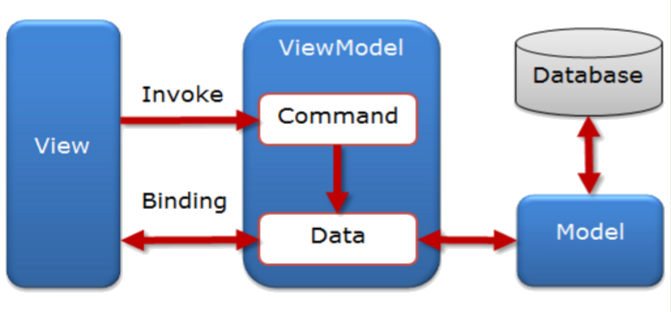 ViewModel
Database
Invoke
Command
View
Binding
Data
Model